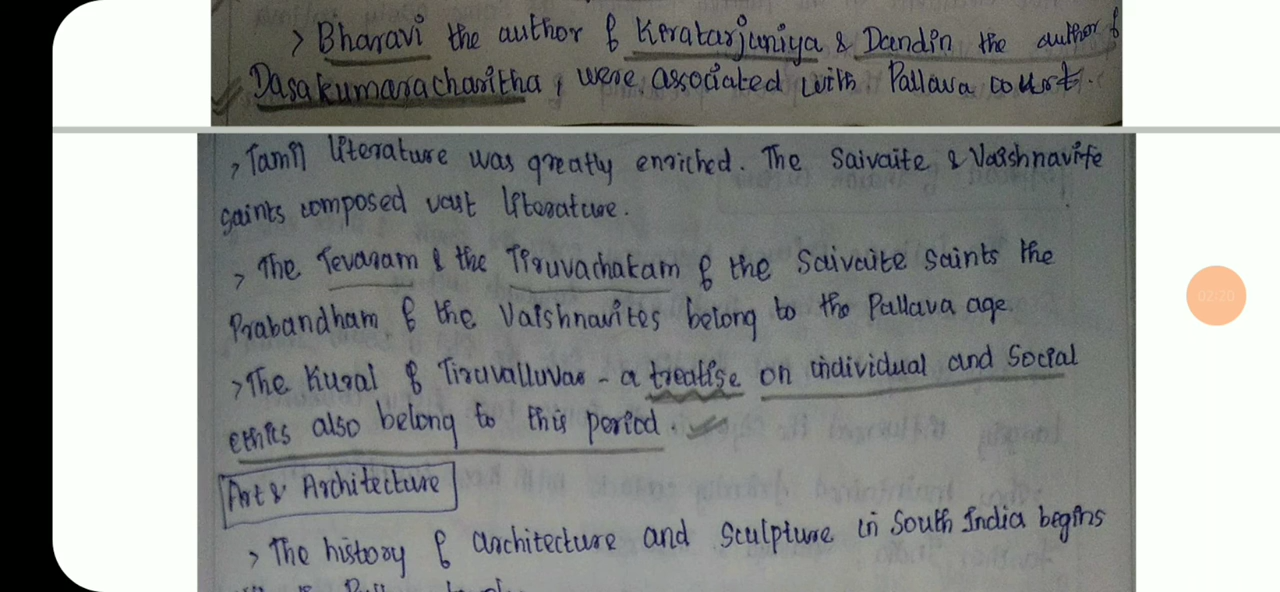 > Bharavi the author of Keratarjuniya & Dandin the author of
Dasakumaracharitha, were associated with Pallava court.
> Tamil literature was greatly enriched. The Saivaite & Vaishnavite
saints composed vast literature.
> The Tevaram & the Tiruvachakam of the Saivaite saints the
Prabandham of the Vaishnavites belong to the Pallava age.
> The Kural of Tiruvalluvar - a treatise on individual and Social
ethics also belong to this period.
Art & Architecture
> The history of architecture and sculpture in South India begins
02:20